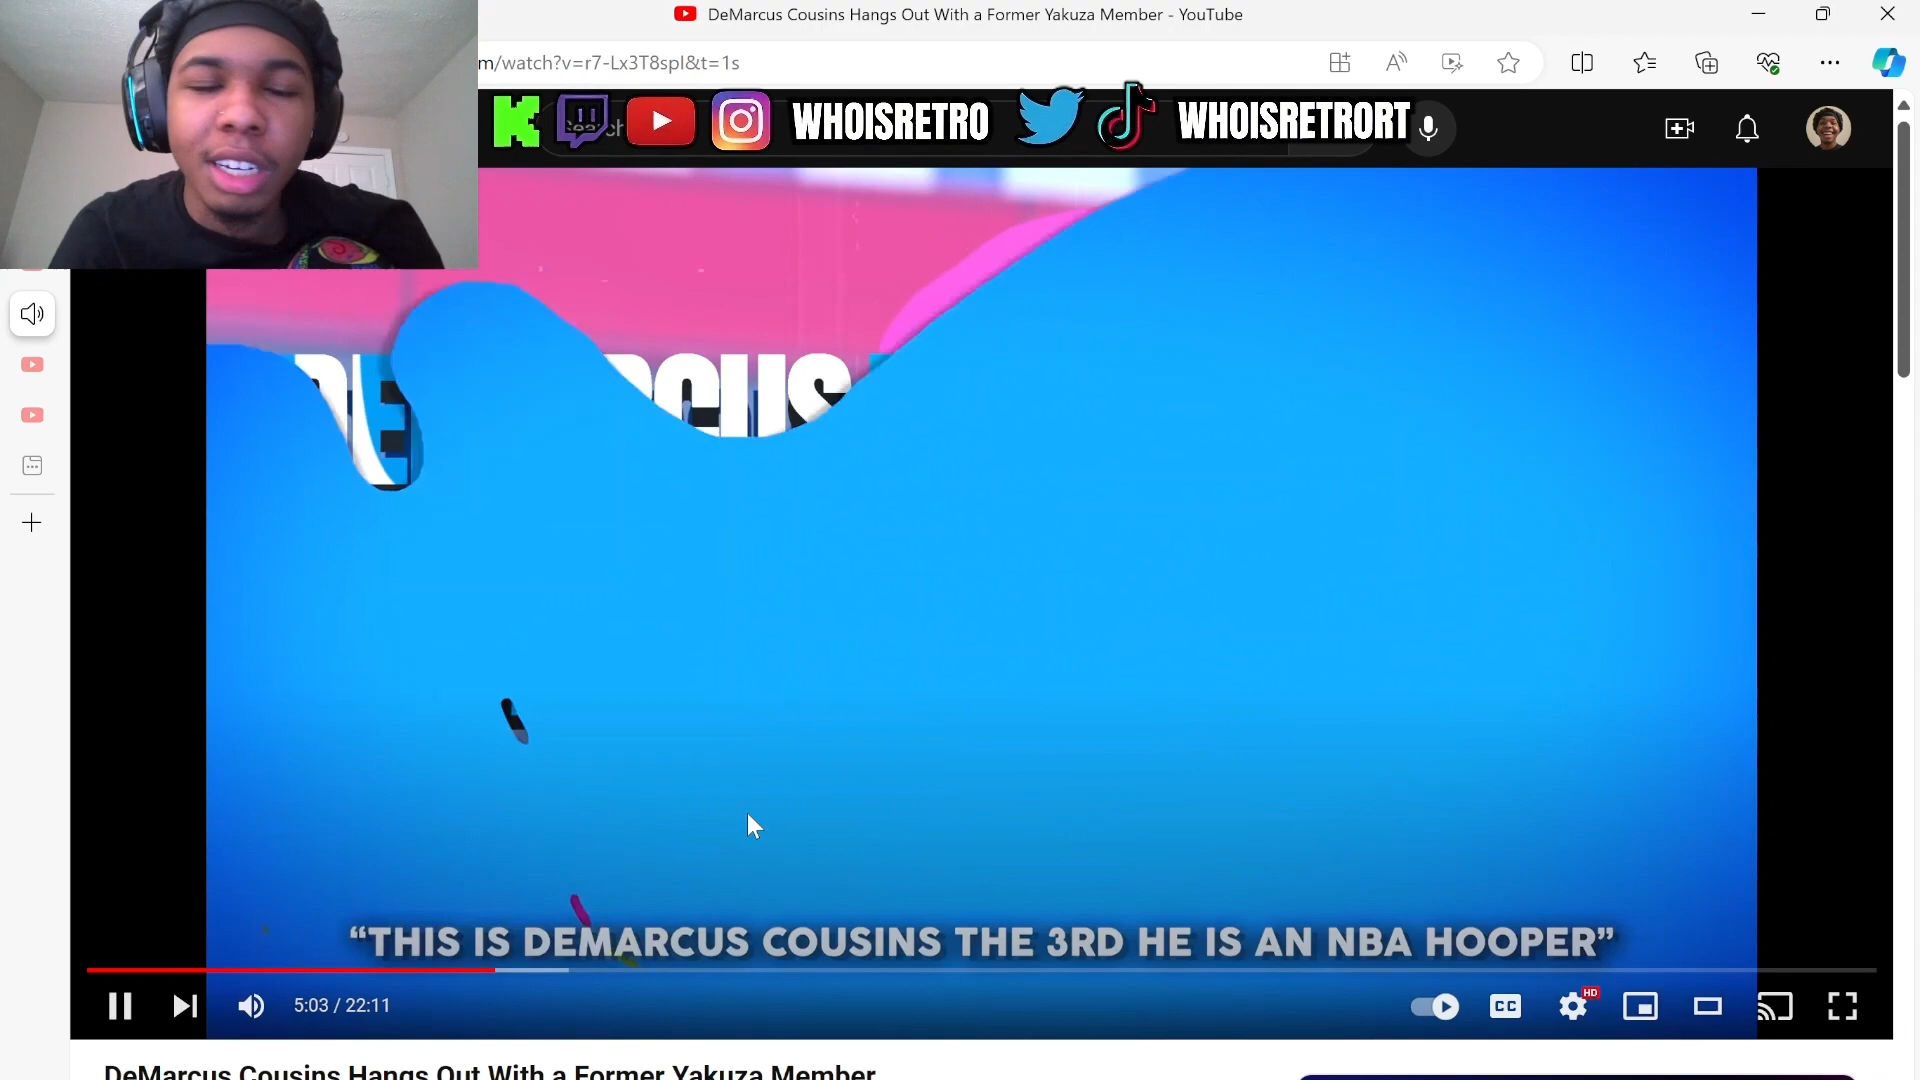 DeMarcus Cousins Hangs Out With a Former Yakuza Member - YouTube
m/watch?v=r7-Lx3T8spI&t=1s
Search
WHOISRETRO
WHOISRETRORT
CUS
“THIS IS DEMARCUS COUSINS THE 3RD HE IS AN NBA HOOPER”
5:03 / 22:11
CC
HD
DeMarcus Cousins Hangs Out With a Former Yakuza Member